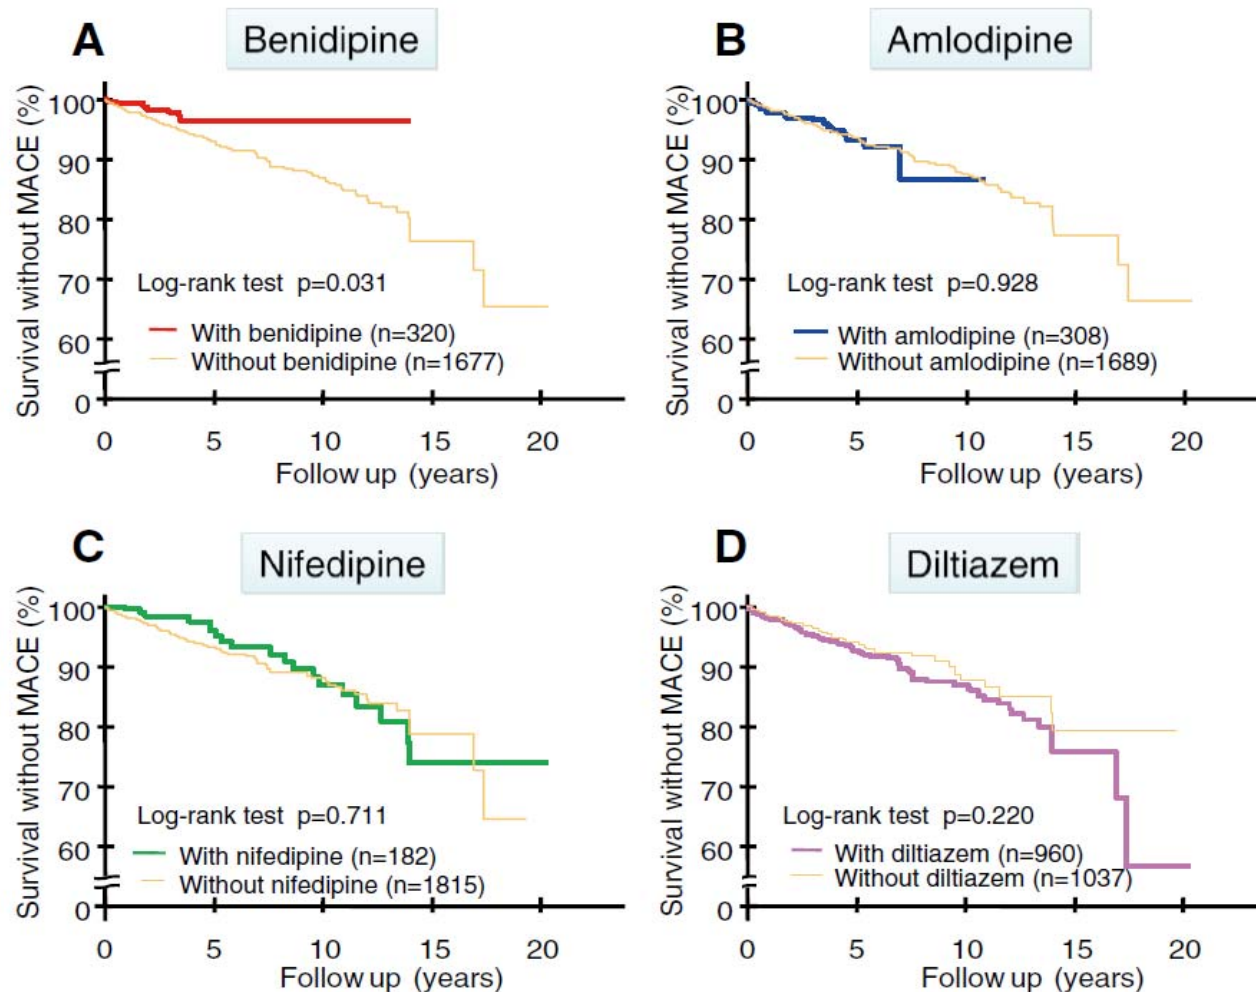 A
Benidipine
Survival without MACE (%)
100
90
80
70
60
0
Log-rank test p=0.031
With benidipine (n=320)
Without benidipine (n=1677)
0 5 10 15 20
Follow up (years)
B
Amlodipine
Survival without MACE (%)
100
90
80
70
60
0
Log-rank test p=0.928
With amlodipine (n=308)
Without amlodipine (n=1689)
0 5 10 15 20
Follow up (years)
C
Nifedipine
Survival without MACE (%)
100
90
80
70
60
0
Log-rank test p=0.711
With nifedipine (n=182)
Without nifedipine (n=1815)
0 5 10 15 20
Follow up (years)
D
Diltiazem
Survival without MACE (%)
100
90
80
70
60
0
Log-rank test p=0.220
With diltiazem (n=960)
Without diltiazem (n=1037)
0 5 10 15 20
Follow up (years)